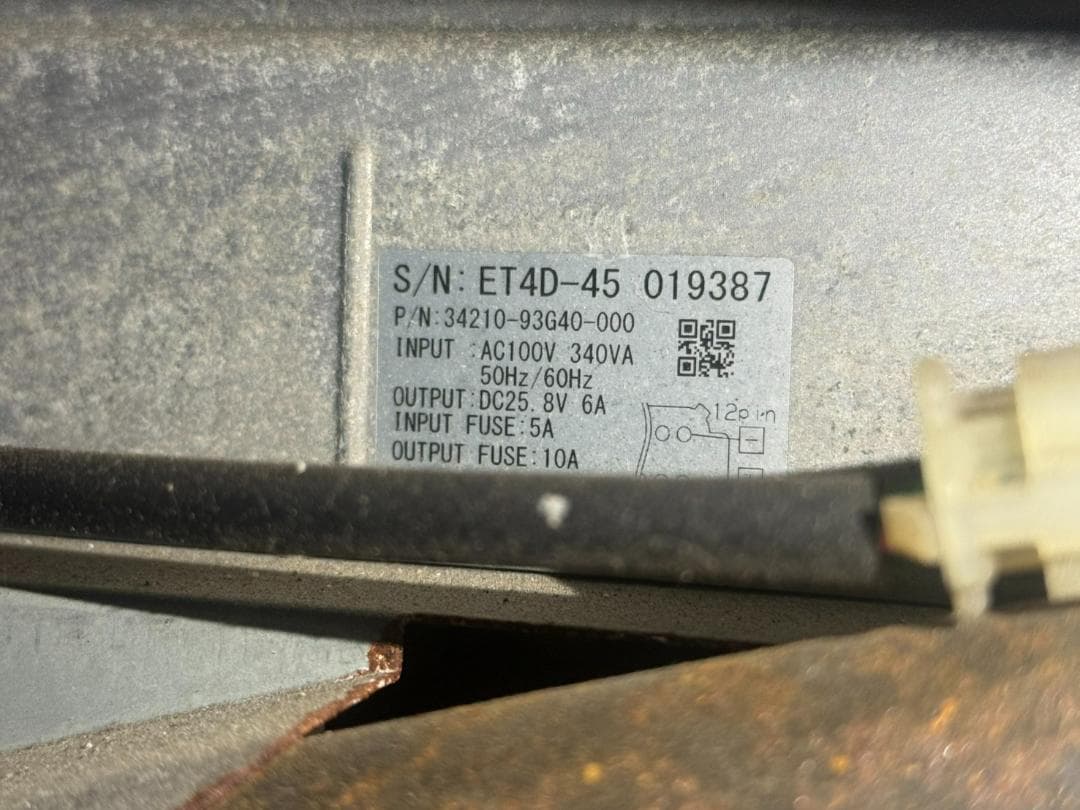 S/N: ET4D-45 019387
P/N:34210-93G40-000
INPUT :AC100V 340VA
50Hz/60Hz
OUTPUT:DC25.8V 6A
INPUT FUSE:5A
OUTPUT FUSE:10A
12pin